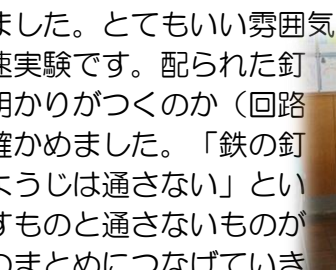 ました。とてもいい雰囲気
速実験です。配られた釘
明かりがつくのか（回路
確かめました。「鉄の釘
ようじは通さない」とい
すものと通さないものが
のまとめにつなげていき